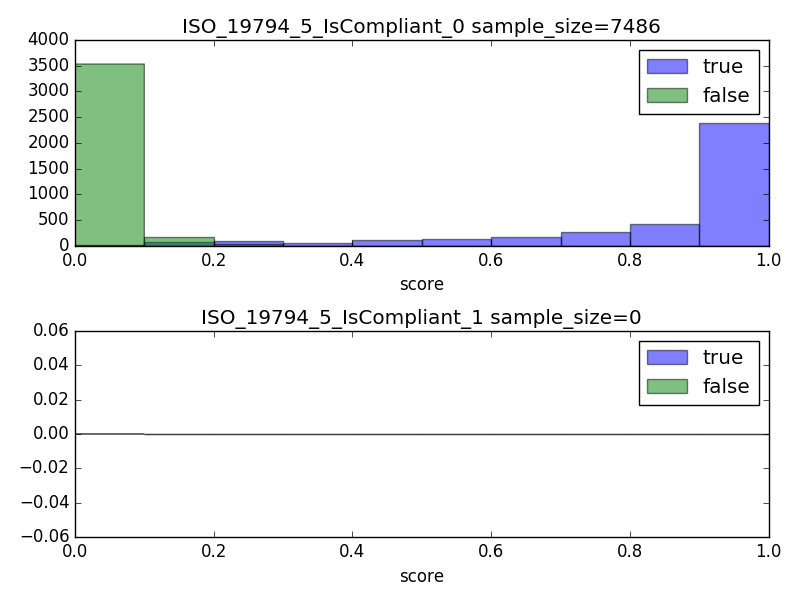 ISO_19794_5_IsCompliant_0 sample_size=7486
4000
3500
3000
2500
2000
1500
1000
500
0
true
false
0.0 0.2 0.4 0.6 0.8 1.0
score
ISO_19794_5_IsCompliant_1 sample_size=0
0.06
0.04
0.02
0.00
−0.02
−0.04
−0.06
true
false
0.0 0.2 0.4 0.6 0.8 1.0
score